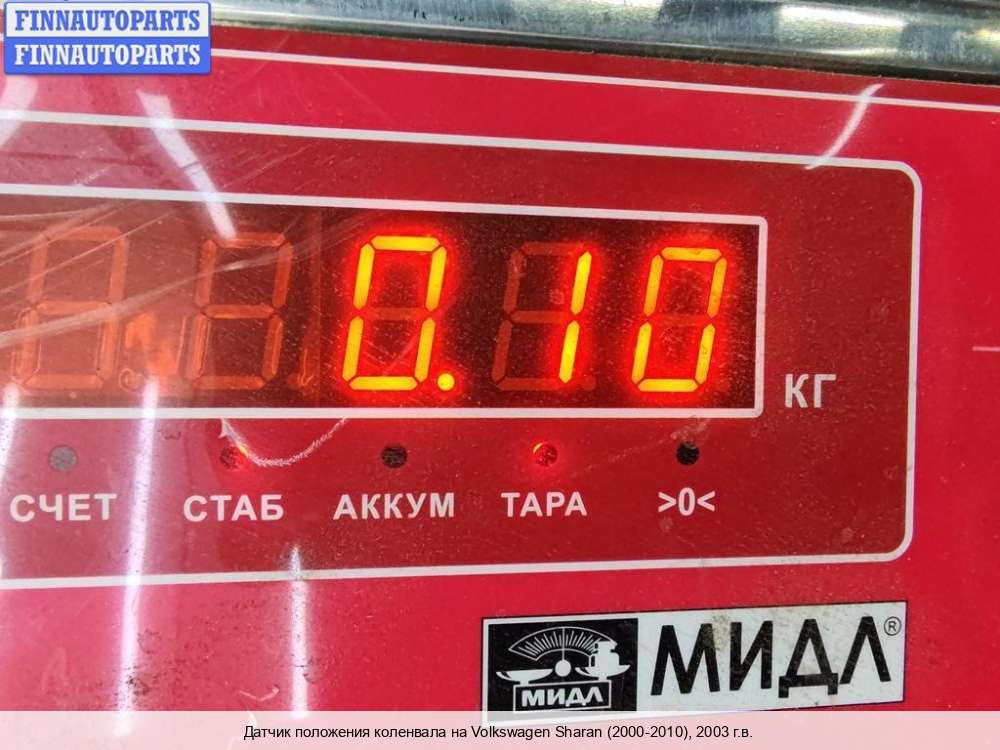 FINNAUTOPARTS
FINNAUTOPARTS
0.10
КГ
СЧЕТ СТАБ АККУМ ТАРА >0<
МИДЛ
МИДЛ®
Датчик положения коленвала на Volkswagen Sharan (2000-2010), 2003 г.в.